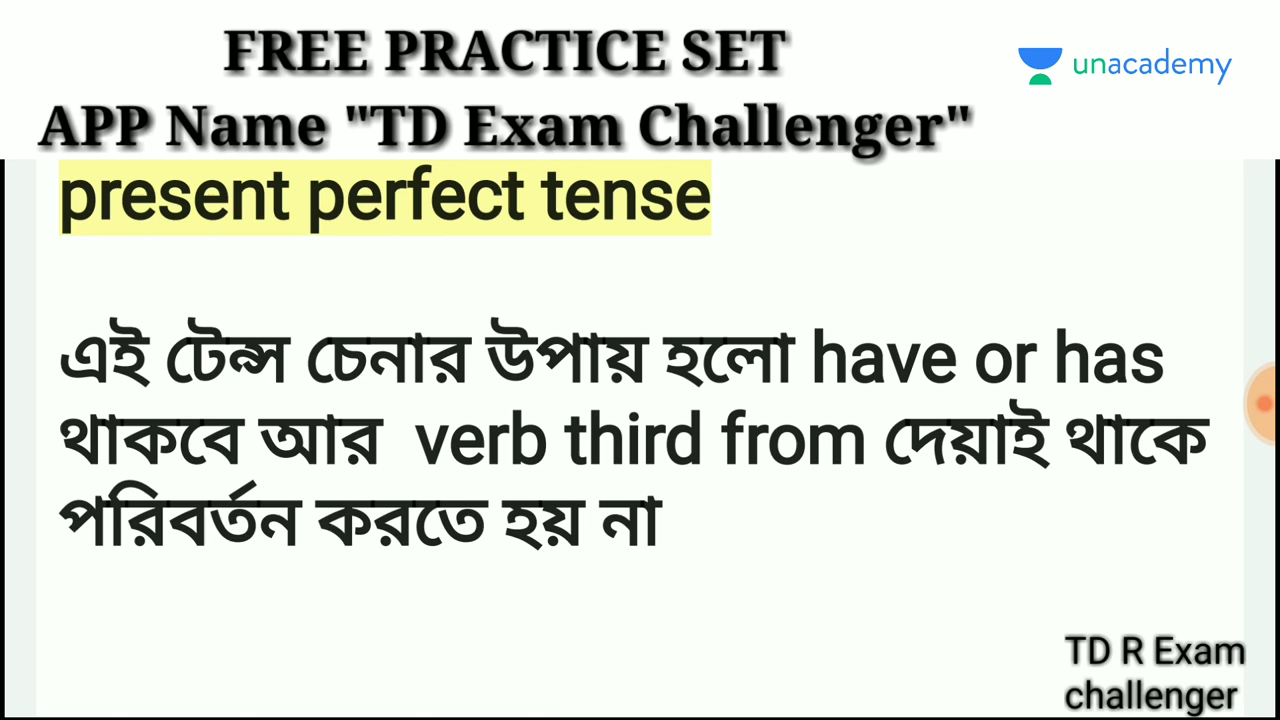 FREE PRACTICE SET
unacademy
APP Name "TD Exam Challenger"
present perfect tense
এই টেন্স চেনার উপায় হলো have or has
থাকবে আর verb third from দেয়াই থাকে
পরিবর্তন করতে হয় না
TD R Exam
challenger